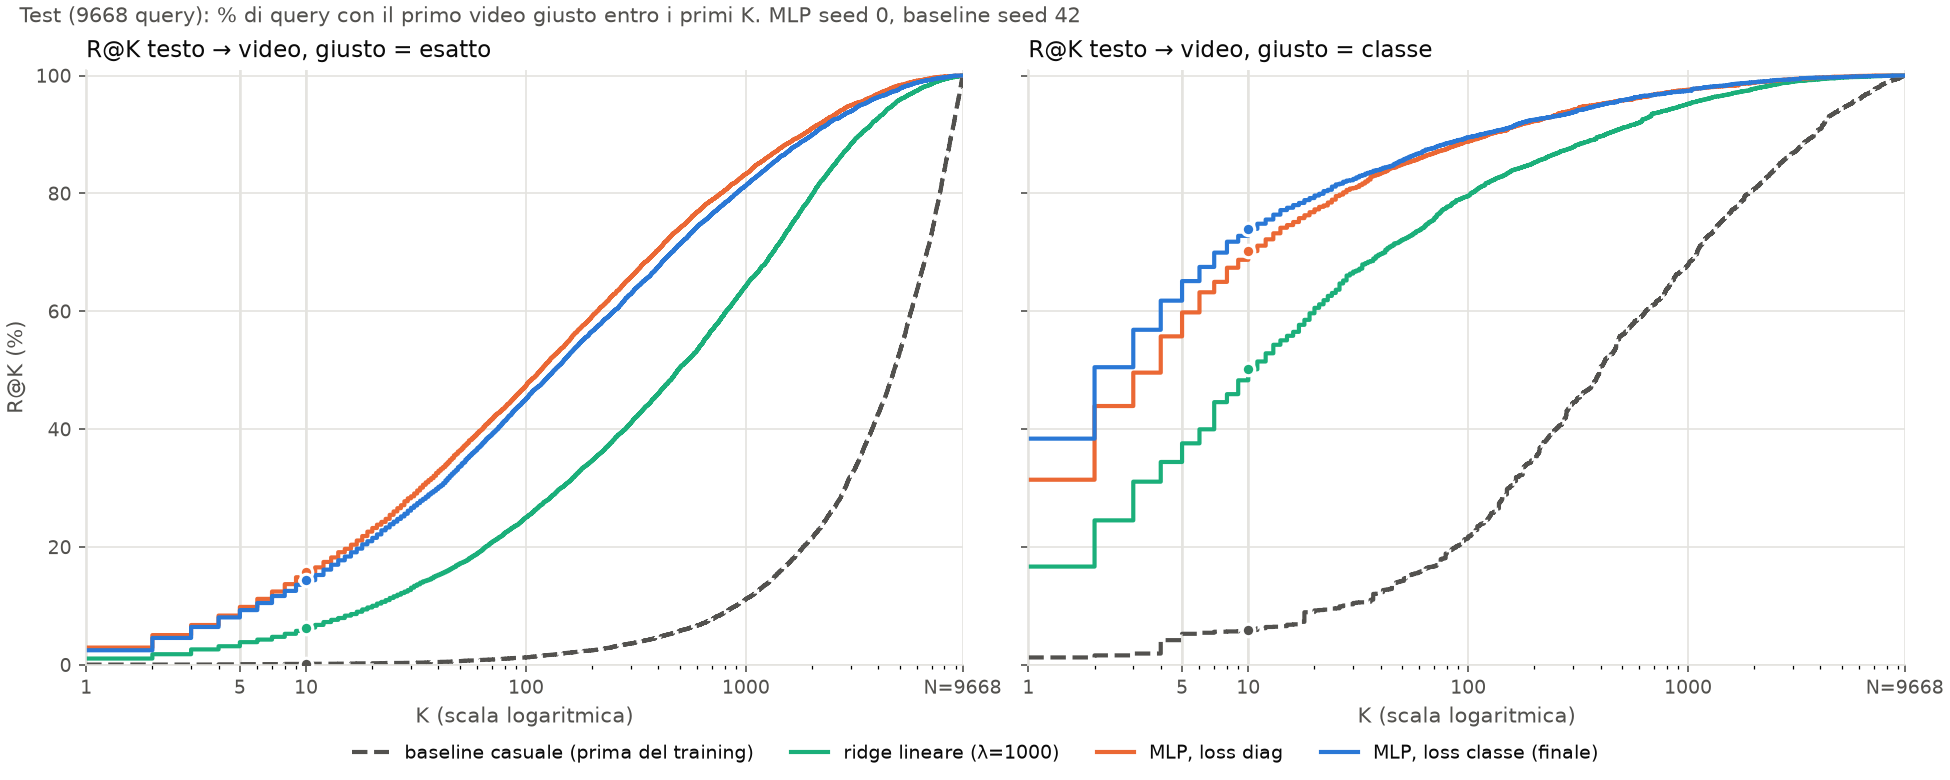 Test (9668 query): % di query con il primo video giusto entro i primi K. MLP seed 0, baseline seed 42
R@K testo → video, giusto = esatto
R@K testo → video, giusto = classe
R@K (%)
100
80
60
40
20
0
1
5
10
100
1000
N=9668
K (scala logaritmica)
1
5
10
100
1000
N=9668
K (scala logaritmica)
baseline casuale (prima del training)
ridge lineare (λ=1000)
MLP, loss diag
MLP, loss classe (finale)